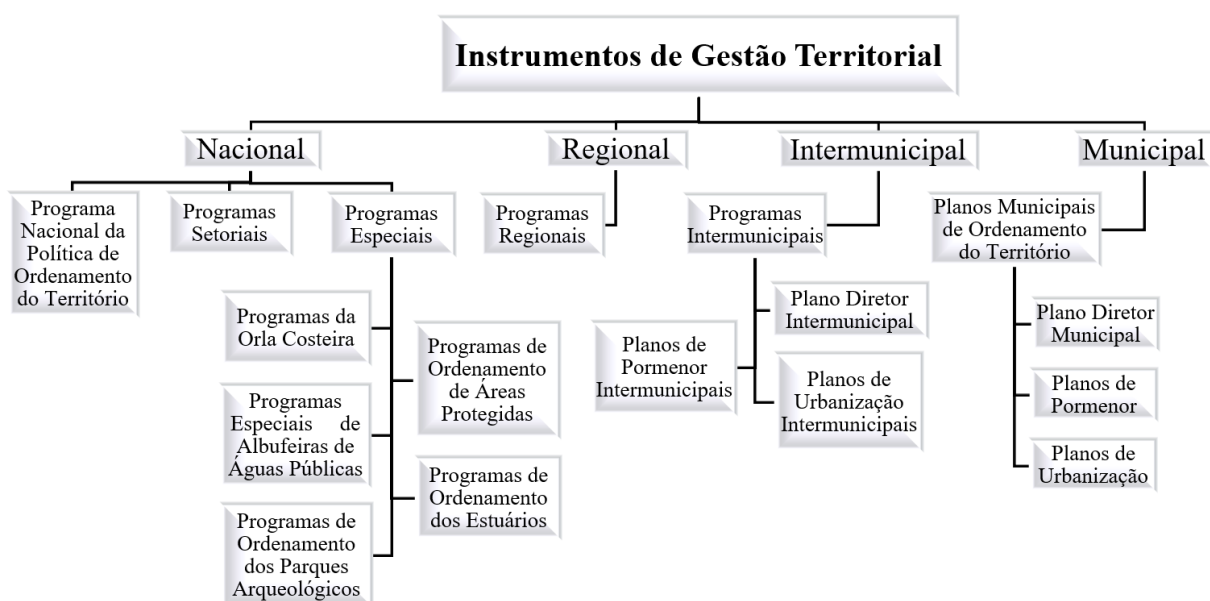 Instrumentos de Gestão Territorial
Nacional
Regional
Intermunicipal
Municipal
Programa
Nacional da
Política de
Ordenamento
do Território
Programas
Setoriais
Programas
Especiais
Programas
Regionais
Programas
Intermunicipais
Planos Municipais
de Ordenamento
do Território
Programas da
Orla Costeira
Programas de
Ordenamento
de Áreas
Protegidas
Programas
Especiais de
Albufeiras de
Águas Públicas
Programas de
Ordenamento
dos Estuários
Programas de
Ordenamento
dos Parques
Arqueológicos
Plano Diretor
Intermunicipal
Planos de
Pormenor
Intermunicipais
Planos de
Urbanização
Intermunicipais
Plano Diretor
Municipal
Planos de
Pormenor
Planos de
Urbanização